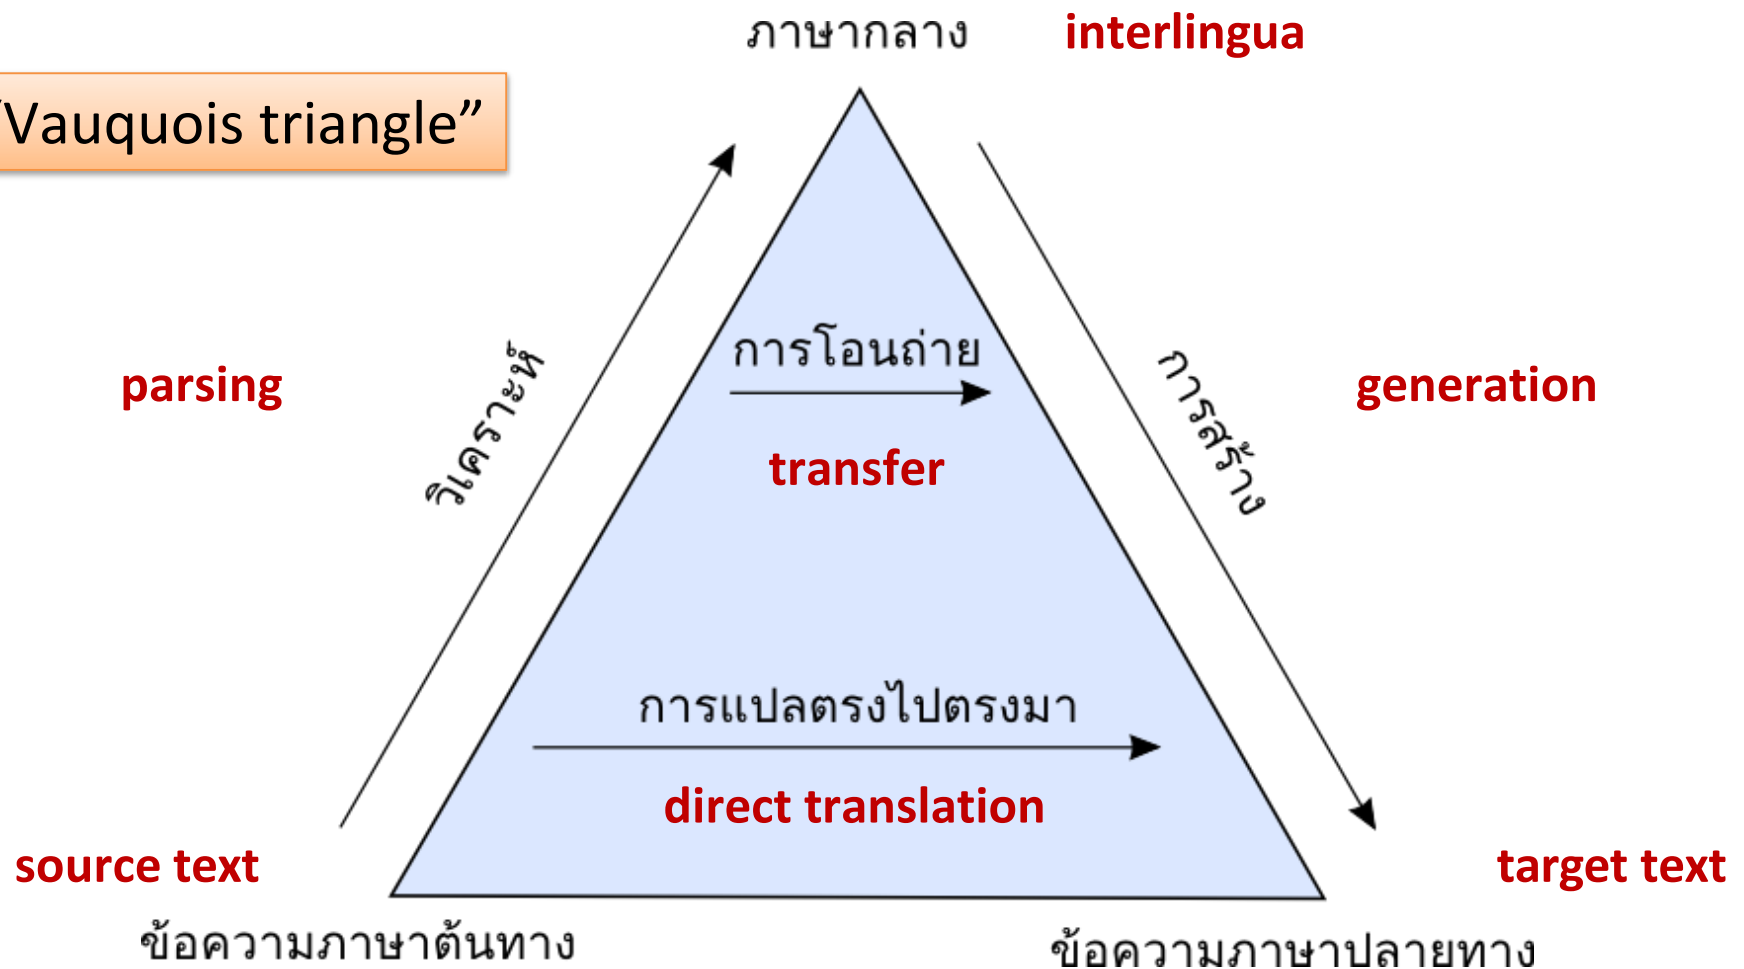 ภาษากลาง interlingua
“Vauquois triangle”
การโอนถ่าย
วิเคราะห์
การสร้าง
parsing
generation
transfer
การแปลตรงไปตรงมา
direct translation
source text
target text
ข้อความภาษาต้นทาง
ข้อความภาษาปลายทาง